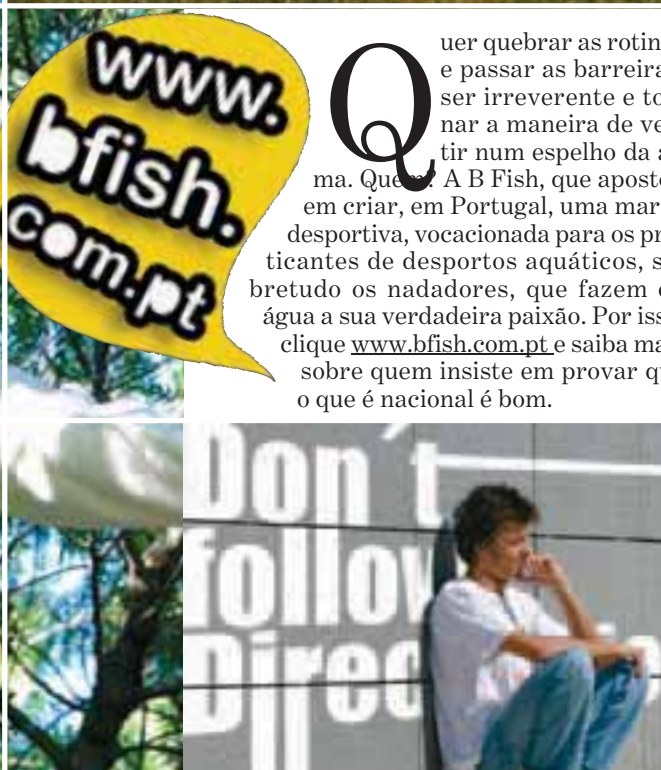 www.
bfish.
com.pt
Quer quebrar as rotin
e passar as barreira
ser irreverente e to
nar a maneira de ve
tir num espelho da a
ma. Quem? A B Fish, que aposto
em criar, em Portugal, uma mar
desportiva, vocacionada para os pr
ticantes de desportos aquáticos, s
bretudo os nadadores, que fazem d
água a sua verdadeira paixão. Por iss
clique www.bfish.com.pt e saiba ma
sobre quem insiste em provar qu
o que é nacional é bom.
Don´t
follow
Direc